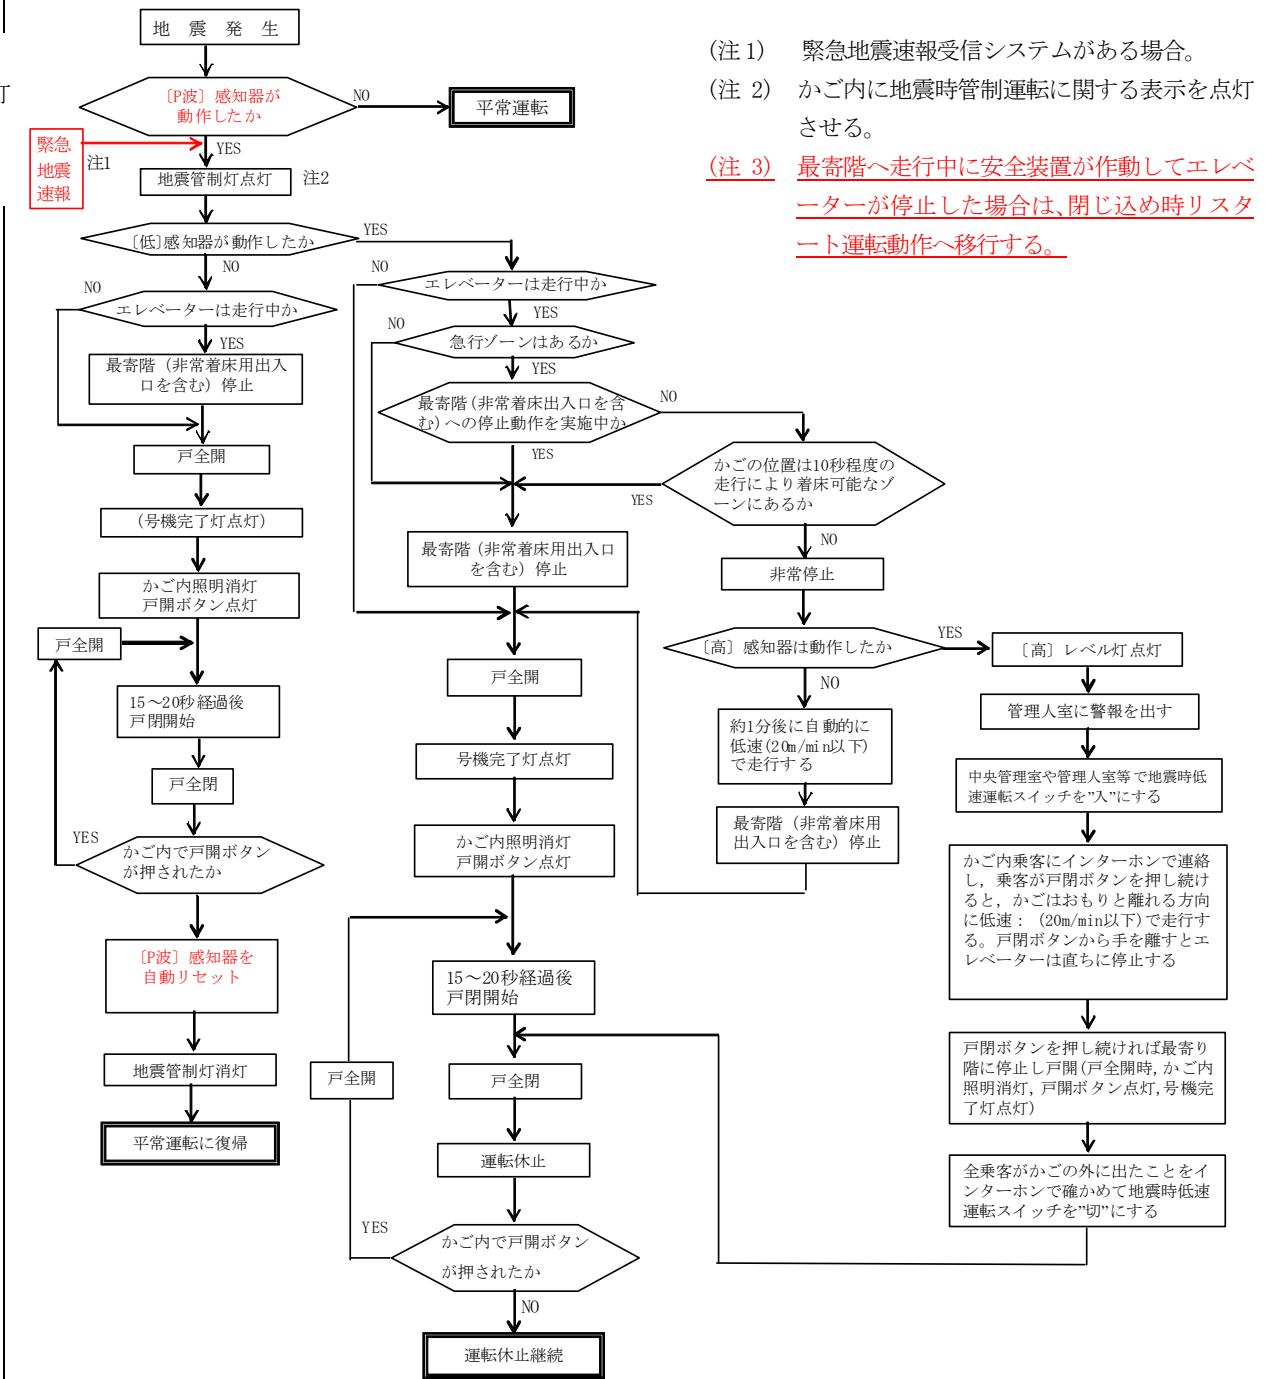 地 震 発 生
〔P波〕感知器が
動作したか
NO
平常運転
YES
緊急
地震
速報
注1
地震管制灯点灯
注2
〔低〕感知器が動作したか
YES
NO
NO
エレベーターは走行中か
YES
最寄階（非常着床用出入
口を含む）停止
戸全開
(号機完了灯点灯)
かご内照明消灯
戸開ボタン点灯
戸全開
15～20秒経過後
戸閉開始
戸全閉
YES
かご内で戸開ボタン
が押されたか
〔P波〕感知器を
自動リセット
地震管制灯消灯
平常運転に復帰
NO
エレベーターは走行中か
YES
NO
急行ゾーンはあるか
YES
最寄階(非常着床出入口を含
む)への停止動作を実施中か
NO
YES
かごの位置は10秒程度の
走行により着床可能なゾ
ーンにあるか
YES
NO
最寄階（非常着床用出入口
を含む）停止
非常停止
〔高〕感知器は動作したか
YES
NO
戸全開
約1分後に自動的に
低速(20m/min以下)
で走行する
最寄階（非常着床用
出入口を含む）停止
号機完了灯点灯
かご内照明消灯
戸開ボタン点灯
15～20秒経過後
戸閉開始
戸全開
戸全閉
運転休止
YES
かご内で戸開ボタン
が押されたか
NO
運転休止継続
〔高〕レベル灯点灯
管理人室に警報を出す
中央管理室や管理人室等で地震時低
速運転スイッチを”入”にする
かご内乗客にインターホンで連絡
し，乗客が戸閉ボタンを押し続け
ると，かごはおもりと離れる方向
に低速：（20m/min以下)で走行す
る。戸閉ボタンから手を離すとエ
レベーターは直ちに停止する
戸閉ボタンを押し続ければ最寄り
階に停止し戸開(戸全開時，かご内
照明消灯，戸開ボタン点灯，号機完
了灯点灯)
全乗客がかごの外に出たことをイ
ンターホンで確かめて地震時低速
運転スイッチを”切”にする
(注 1) 緊急地震速報受信システムがある場合。
(注 2) かご内に地震時管制運転に関する表示を点灯
させる。
(注 3) 最寄階へ走行中に安全装置が作動してエレベ
ーターが停止した場合は、閉じ込め時リスタ
ート運転動作へ移行する。
灯